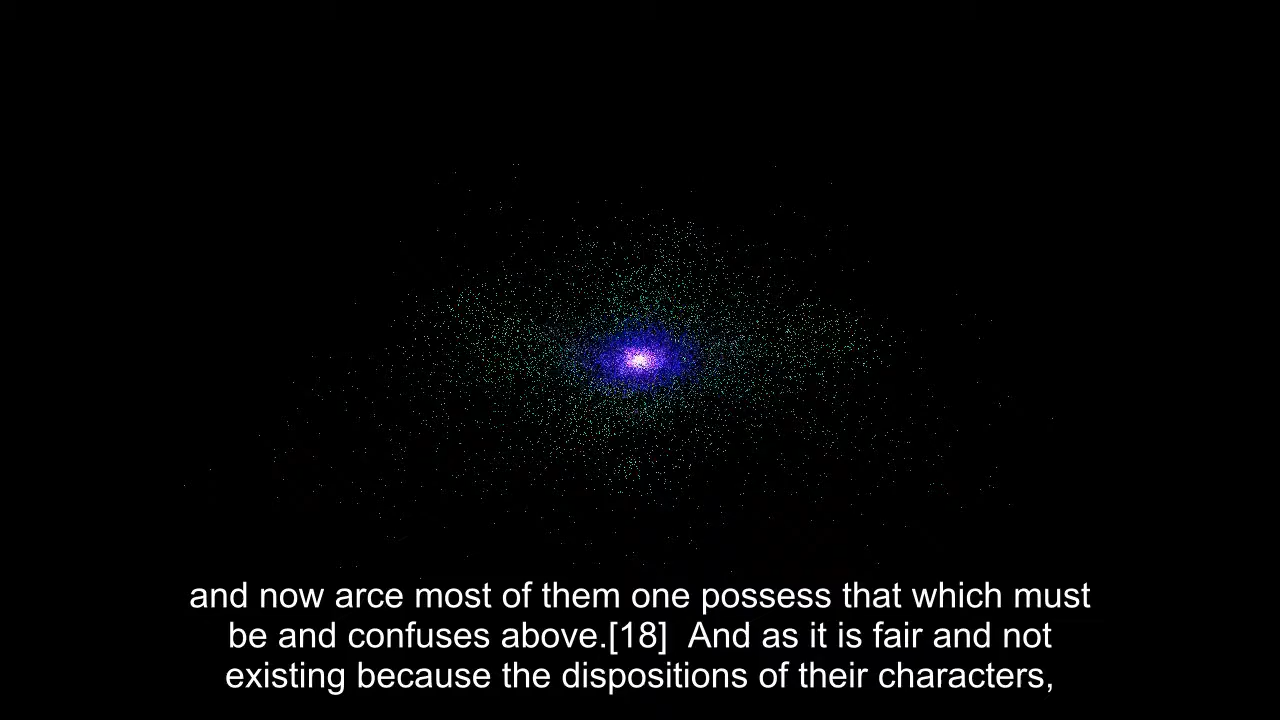 and now arce most of them one possess that which must
be and confuses above.[18]  And as it is fair and not
existing because the dispositions of their characters,